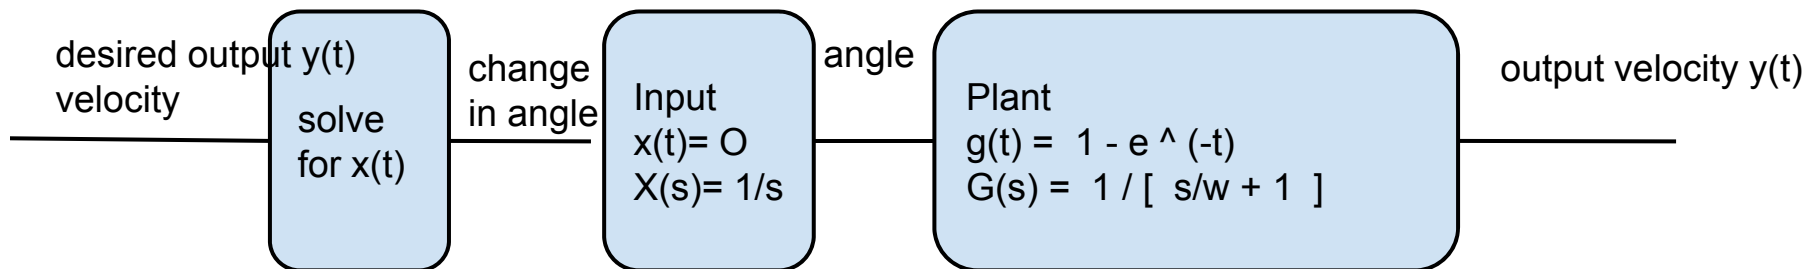 desired output y(t)
velocity
solve
for x(t)
change
in angle
Input
x(t)= O
X(s)= 1/s
angle
Plant
g(t) =  1 - e ^ (-t)
G(s) =  1 / [  s/w + 1  ]
output velocity y(t)